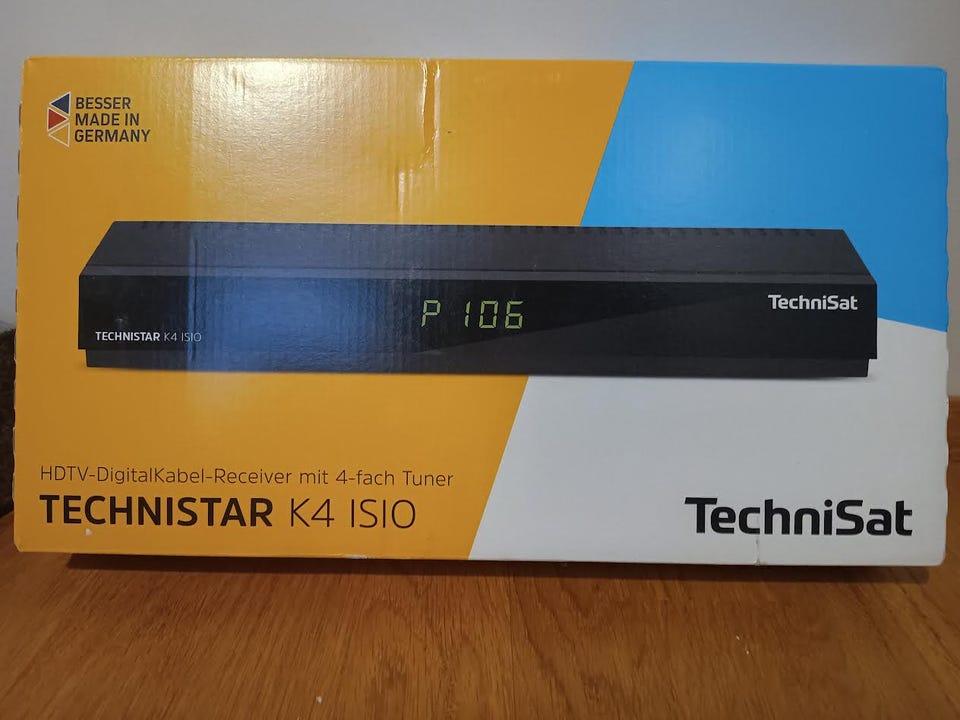 BESSER
MADE IN
GERMANY
P 106
TechniSat
TECHNISTAR K4 ISIO
HDTV-DigitalKabel-Receiver mit 4-fach Tuner
TECHNISTAR K4 ISIO
TechniSat